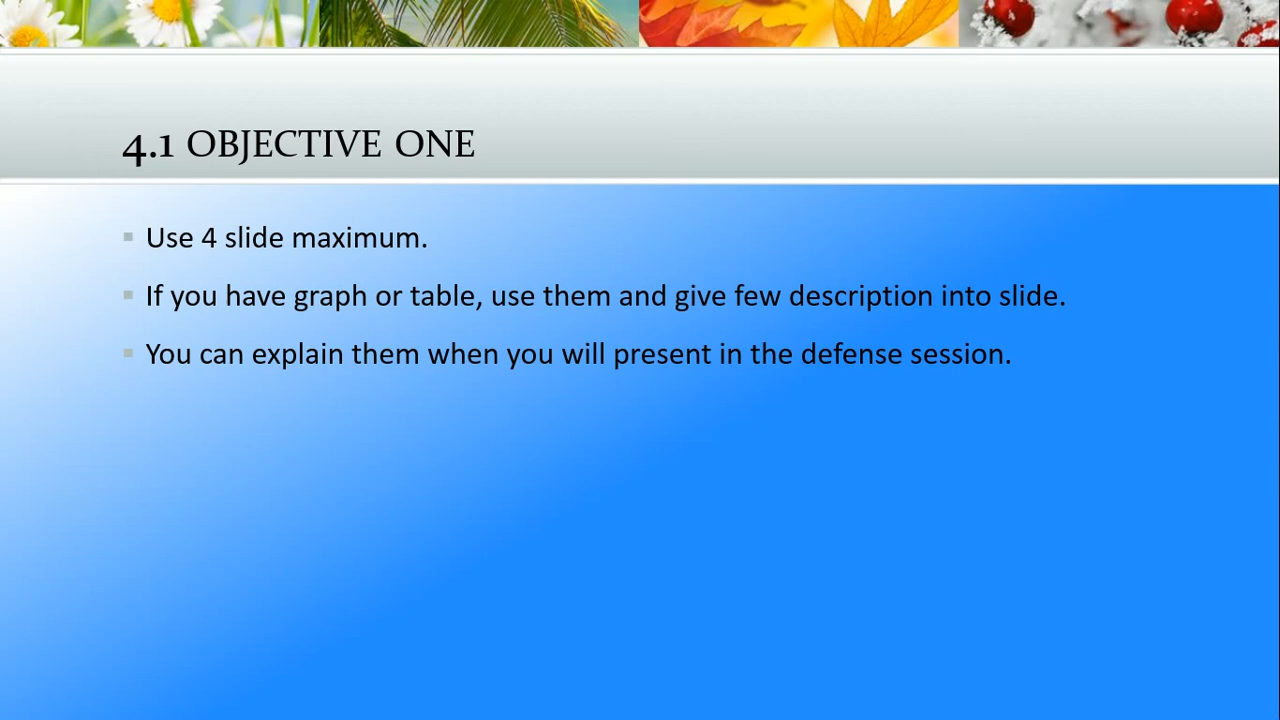 4.1 OBJECTIVE ONE
Use 4 slide maximum.
If you have graph or table, use them and give few description into slide.
You can explain them when you will present in the defense session.